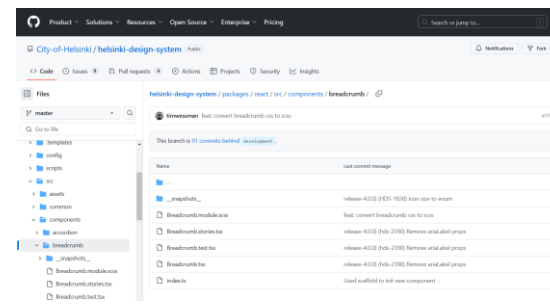 Product Solutions Resources Open Source Enterprise Pricing
Search or jump to...
City-of-Helsinki / helsinki-design-system Public
Notifications Fork
Code Issues 8 Pull requests 4 Actions Projects Security Insights
Files
helsinki-design-system / packages / react / src / components / breadcrumb /
master
timwessman feat: convert breadcrumb css to scss
Go to file
.templates
This branch is 91 commits behind development .
config
scripts
Name Last commit message
src
..
assets
__snapshots__ release-4.0.0) (HDS-1838) icon size to enum
common
Breadcrumb.module.scss feat: convert breadcrumb css to scss
components
Breadcrumb.stories.tsx release-4.0.0) (hds-2390) Remove ariaLabel props
accordion
Breadcrumb.test.tsx release-4.0.0) (hds-2390) Remove ariaLabel props
breadcrumb
Breadcrumb.tsx release-4.0.0) (hds-2390) Remove ariaLabel props
__snapshots__
index.ts Used scaffold to init new component
Breadcrumb.module.scss
Breadcrumb.stories.tsx
Breadcrumb.test.tsx